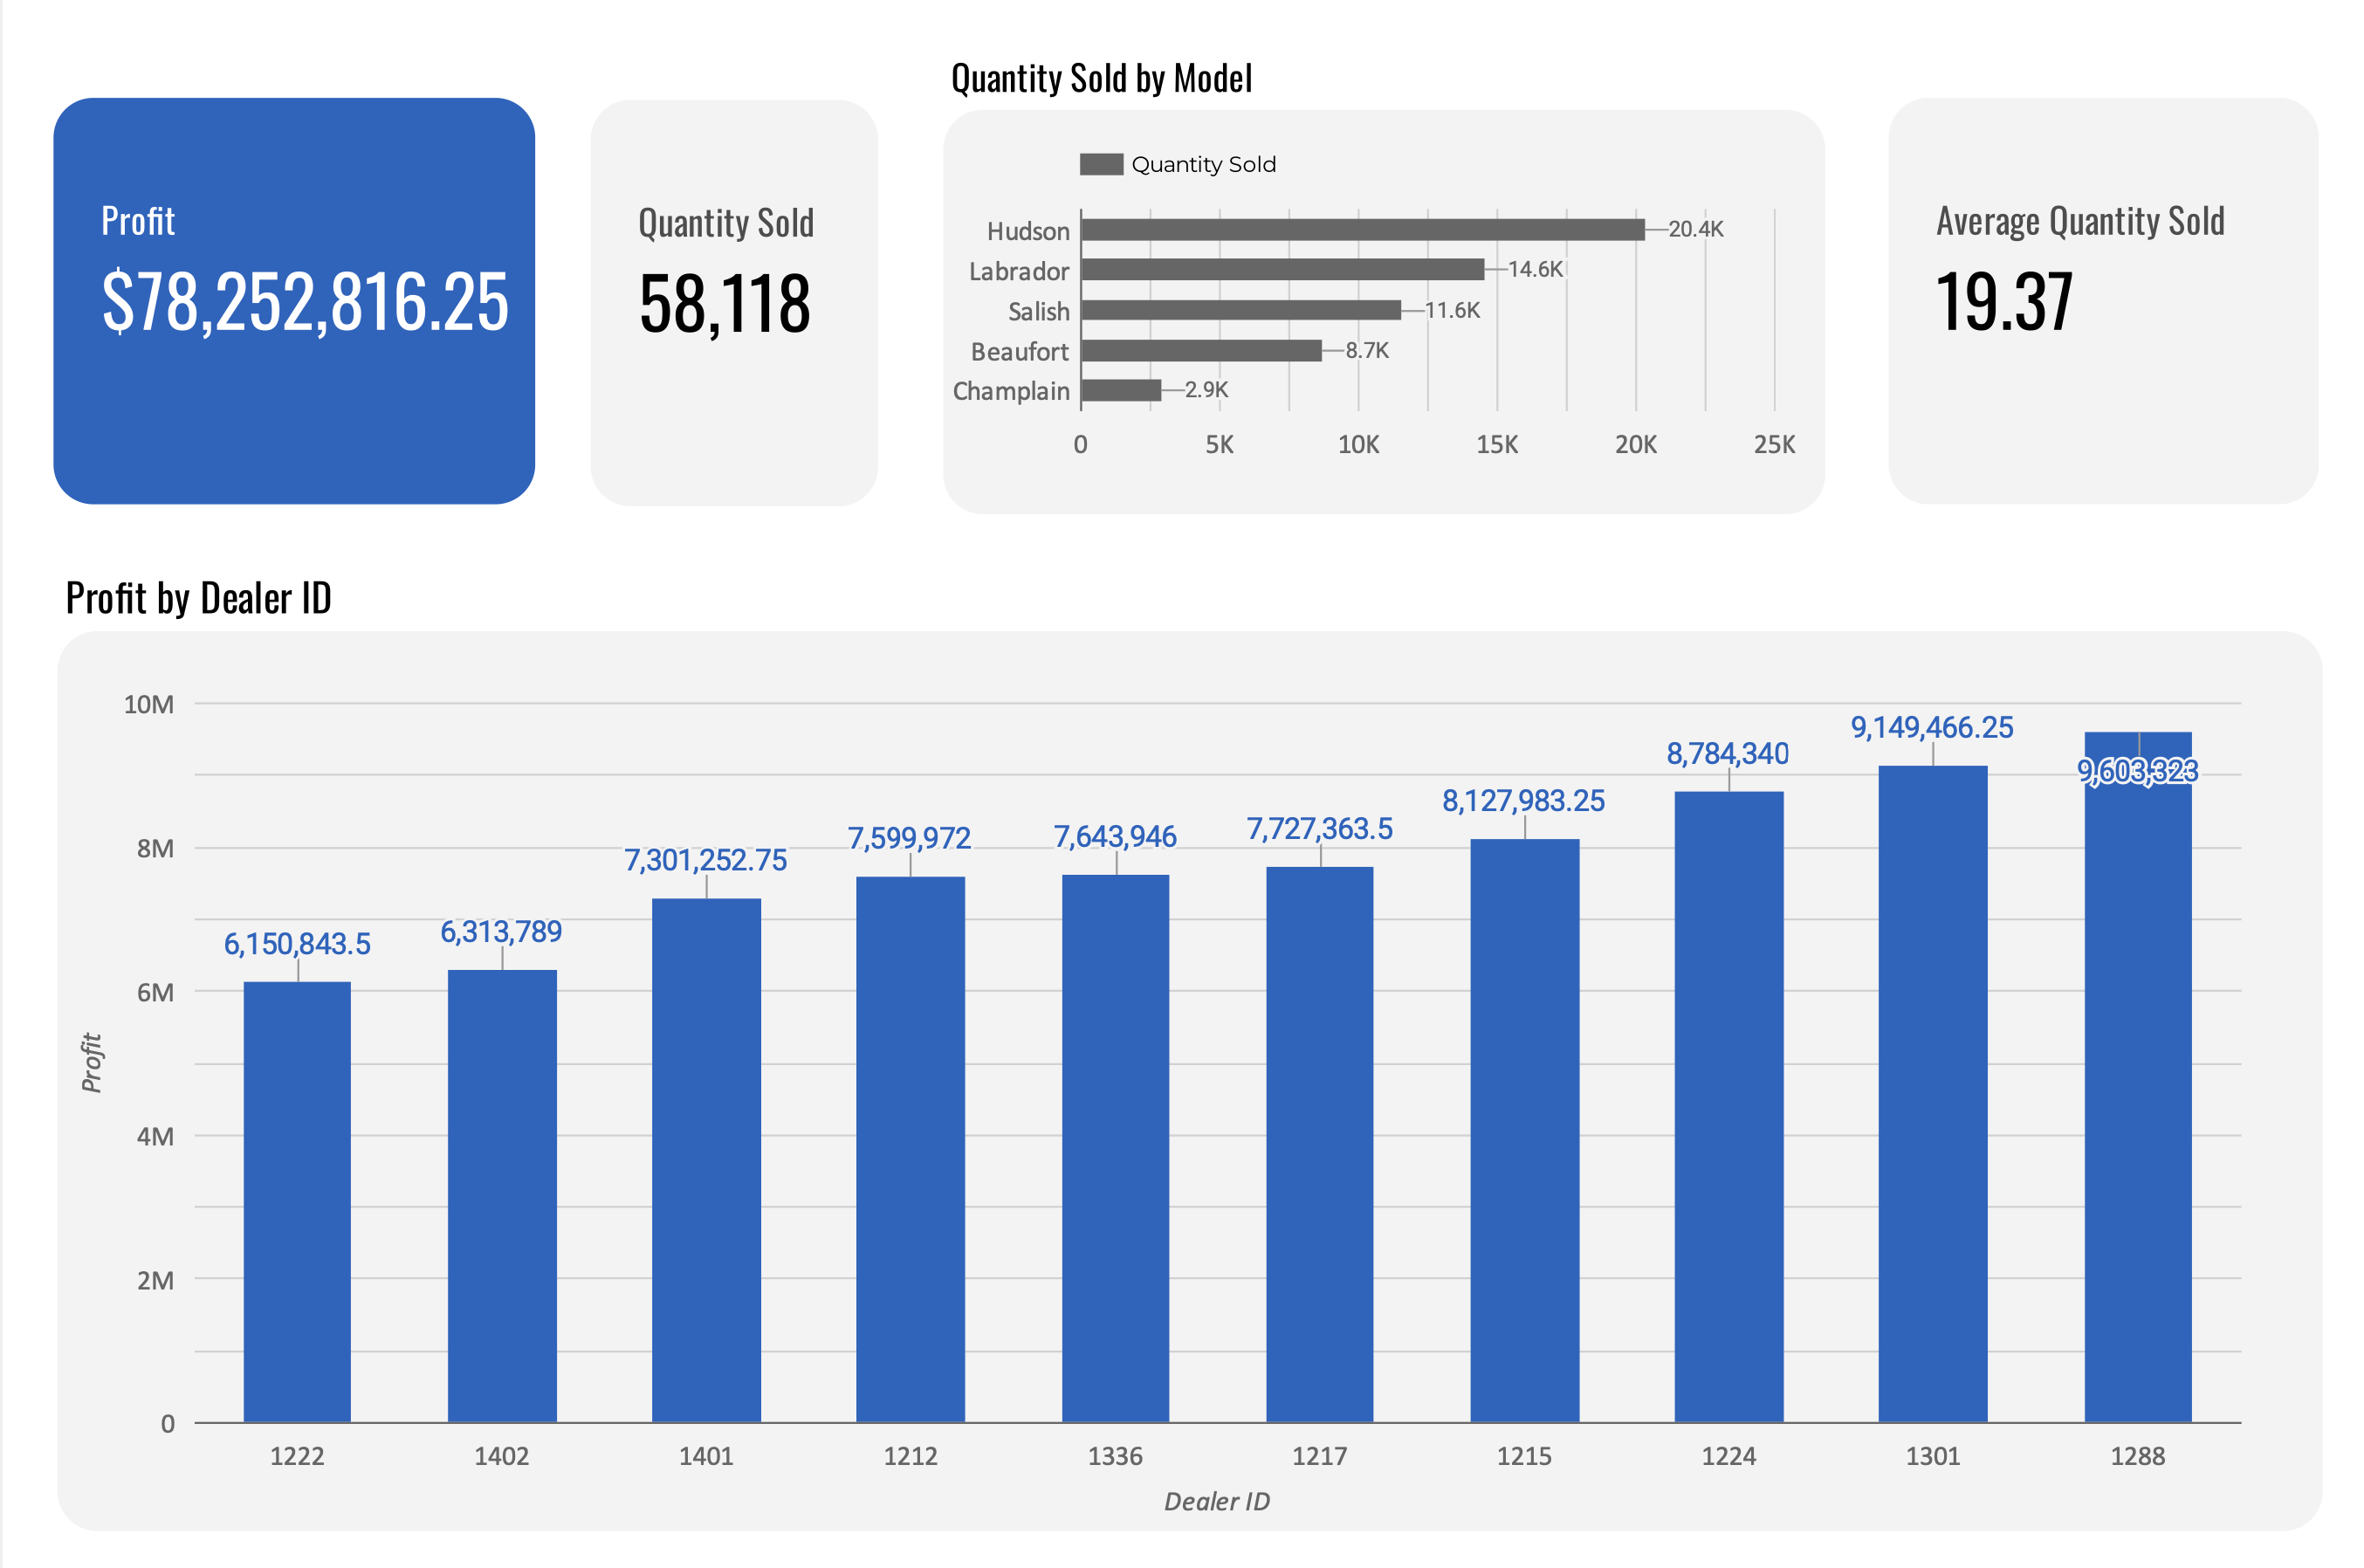 Profit
$78,252,816.25
Quantity Sold
58,118
Quantity Sold by Model
Quantity Sold
Hudson 20.4K
Labrador 14.6K
Salish 11.6K
Beaufort 8.7K
Champlain 2.9K
0 5K 10K 15K 20K 25K
Average Quantity Sold
19.37
Profit by Dealer ID
10M
8M
6M
4M
2M
0
Profit
6,150,843.5
6,313,789
7,301,252.75
7,599,972
7,643,946
7,727,363.5
8,127,983.25
8,784,340
9,149,466.25
9,603,323
1222 1402 1401 1212 1336 1217 1215 1224 1301 1288
Dealer ID